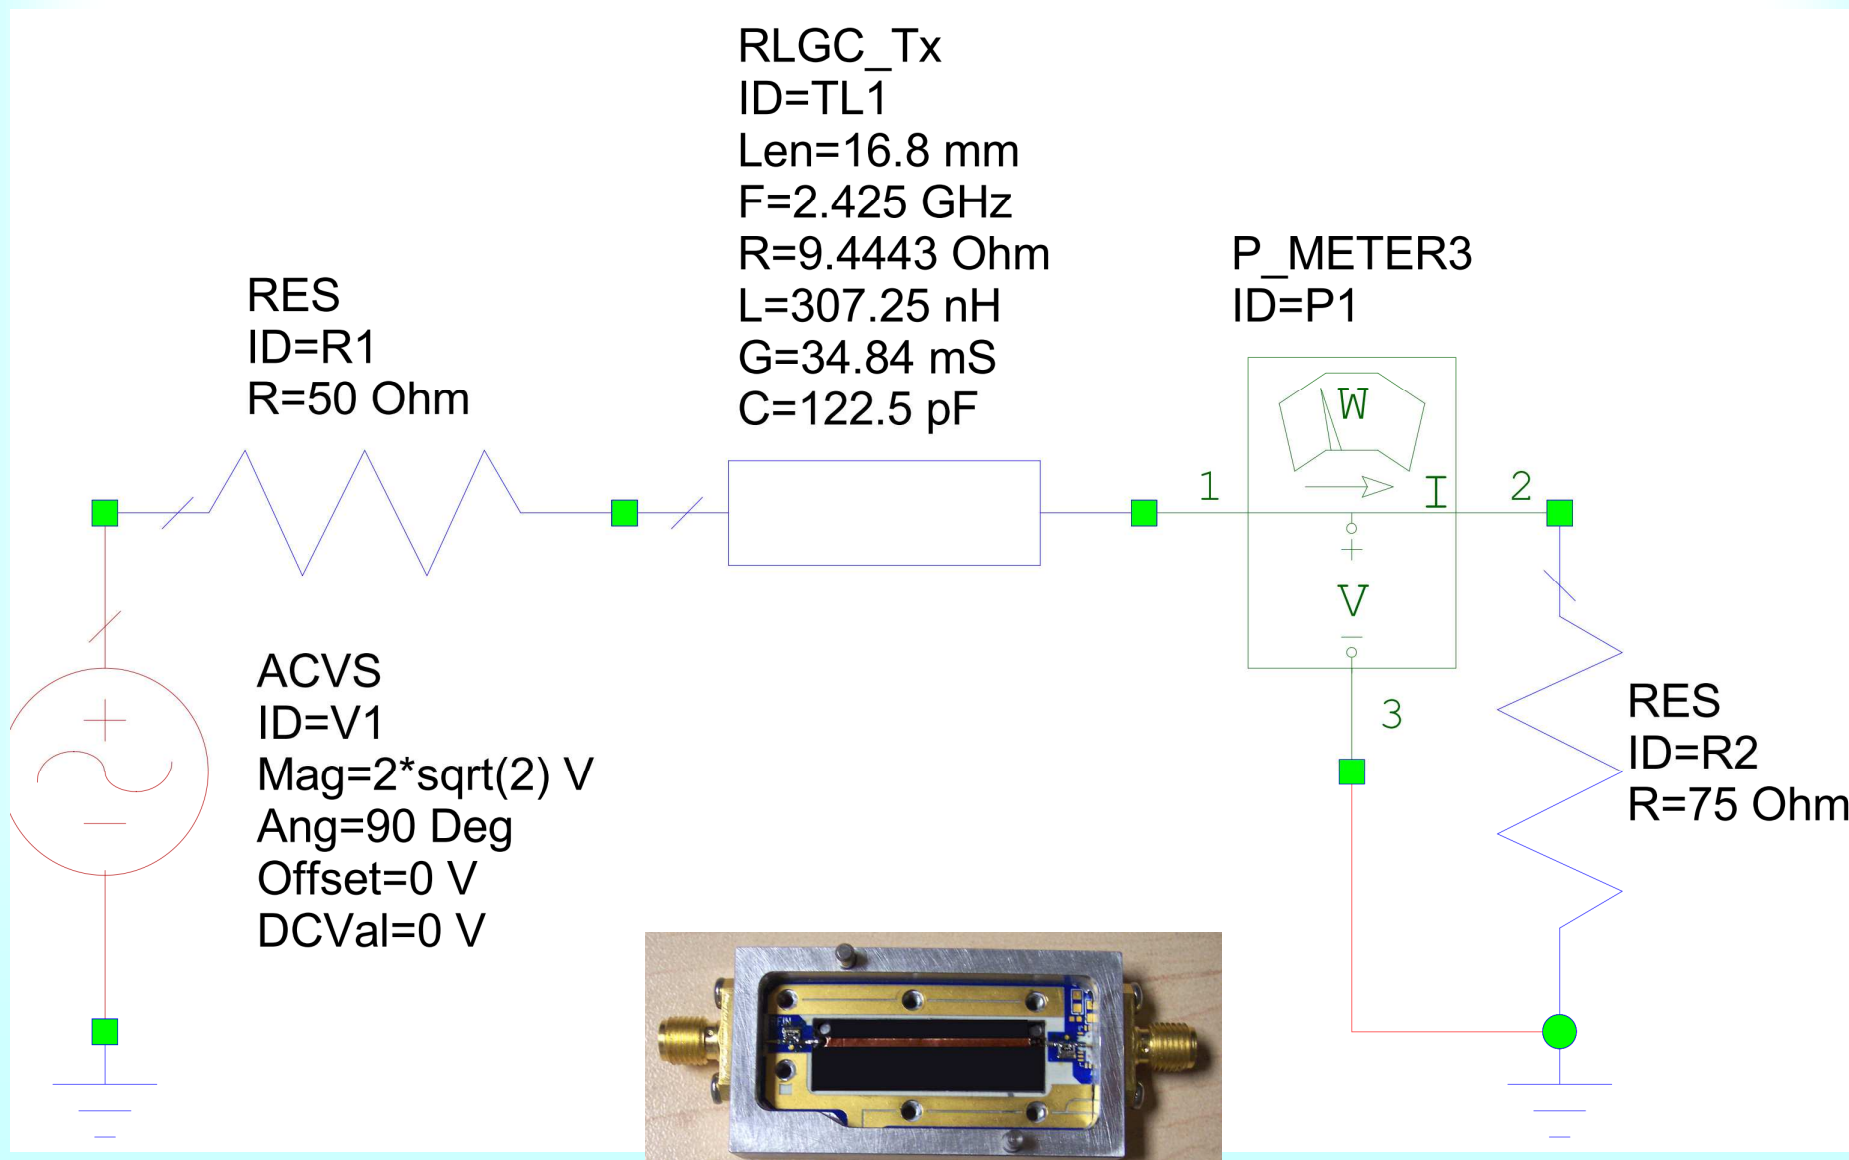 RLGC_Tx
ID=TL1
Len=16.8 mm
F=2.425 GHz
R=9.4443 Ohm
L=307.25 nH
G=34.84 mS
C=122.5 pF
RES
ID=R1
R=50 Ohm
P_METER3
ID=P1
W
1
I
2
V
3
ACVS
ID=V1
Mag=2*sqrt(2) V
Ang=90 Deg
Offset=0 V
DCVal=0 V
RES
ID=R2
R=75 Ohm